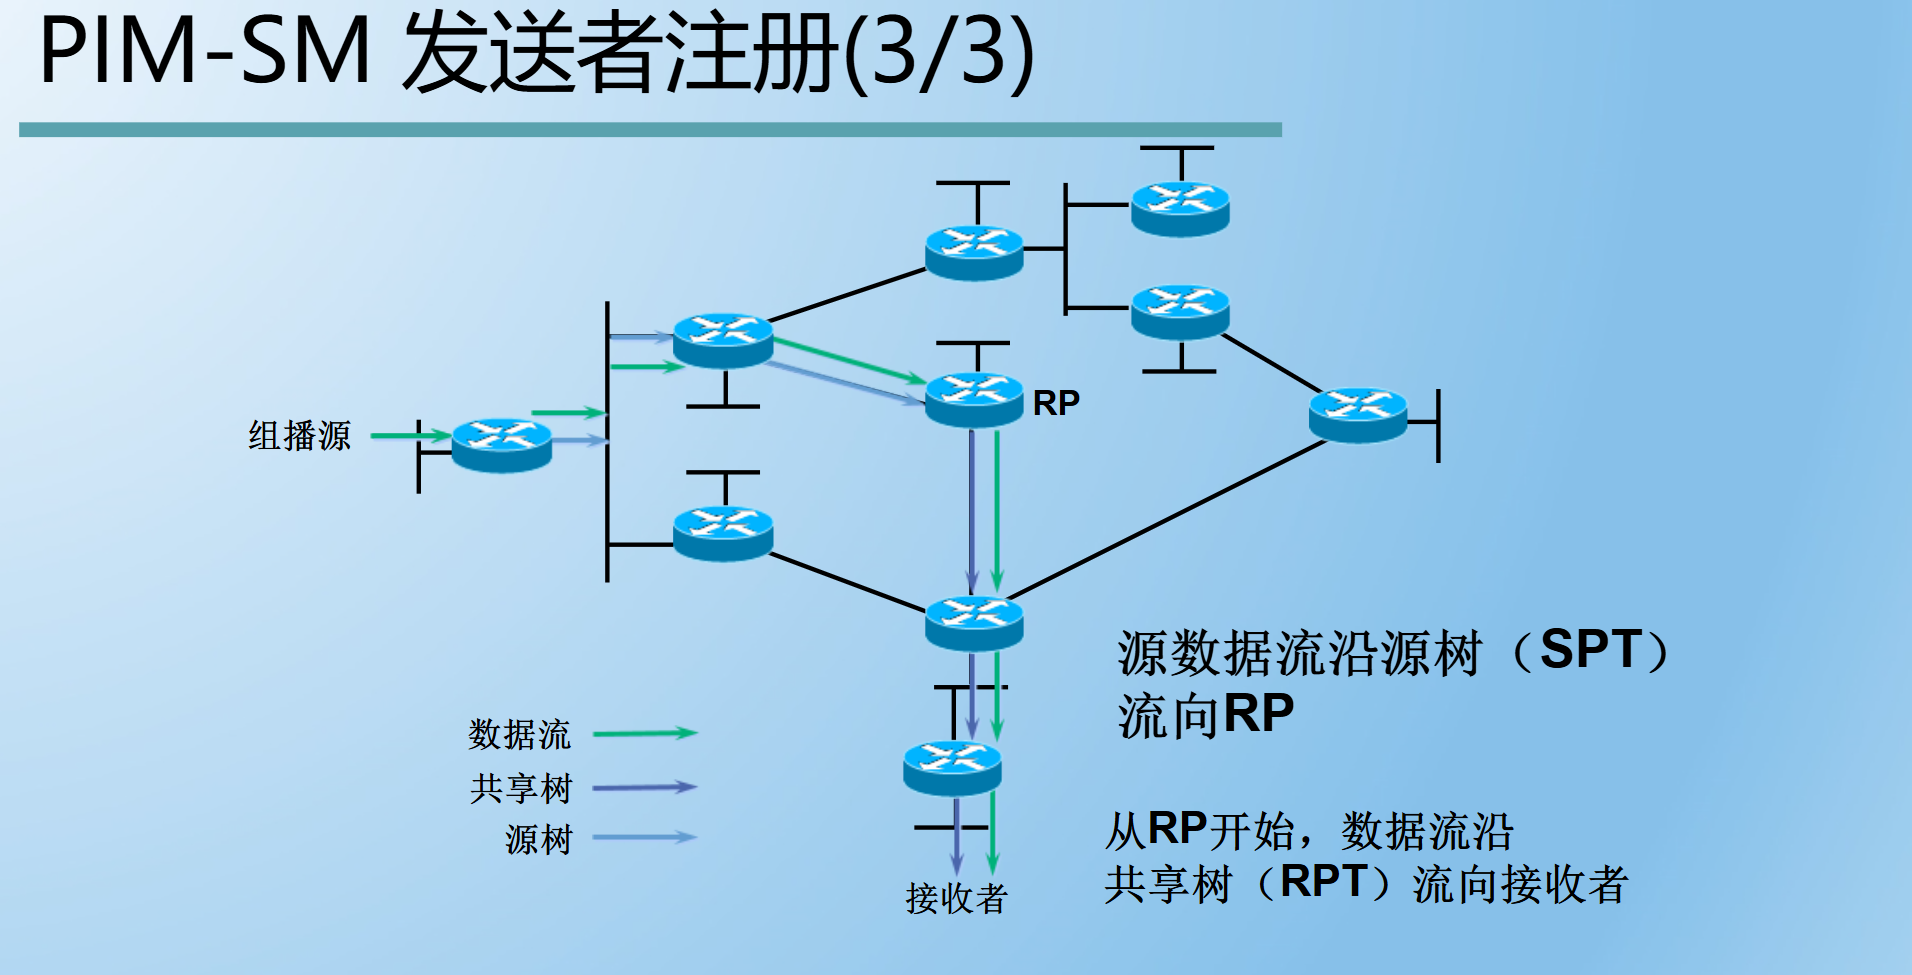 PIM-SM 发送者注册(3/3)
组播源
RP
源数据流沿源树（SPT）
流向RP
数据流
共享树
源树
从RP开始，数据流沿
共享树（RPT）流向接收者
接收者